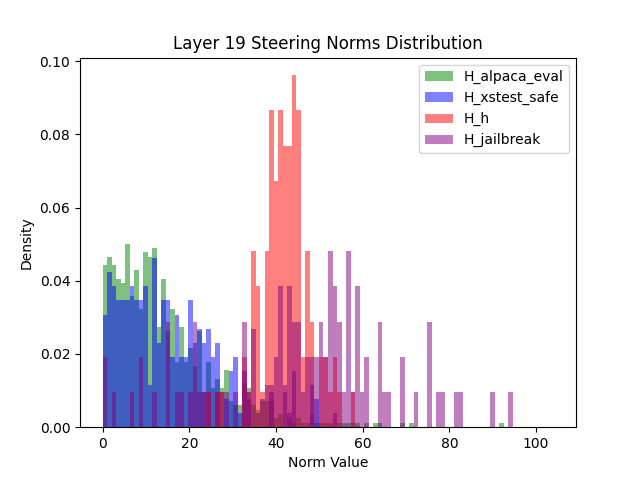 Layer 19 Steering Norms Distribution
H_alpaca_eval
H_xstest_safe
H_h
H_jailbreak
Density
0.10
0.08
0.06
0.04
0.02
0.00
0 20 40 60 80 100
Norm Value